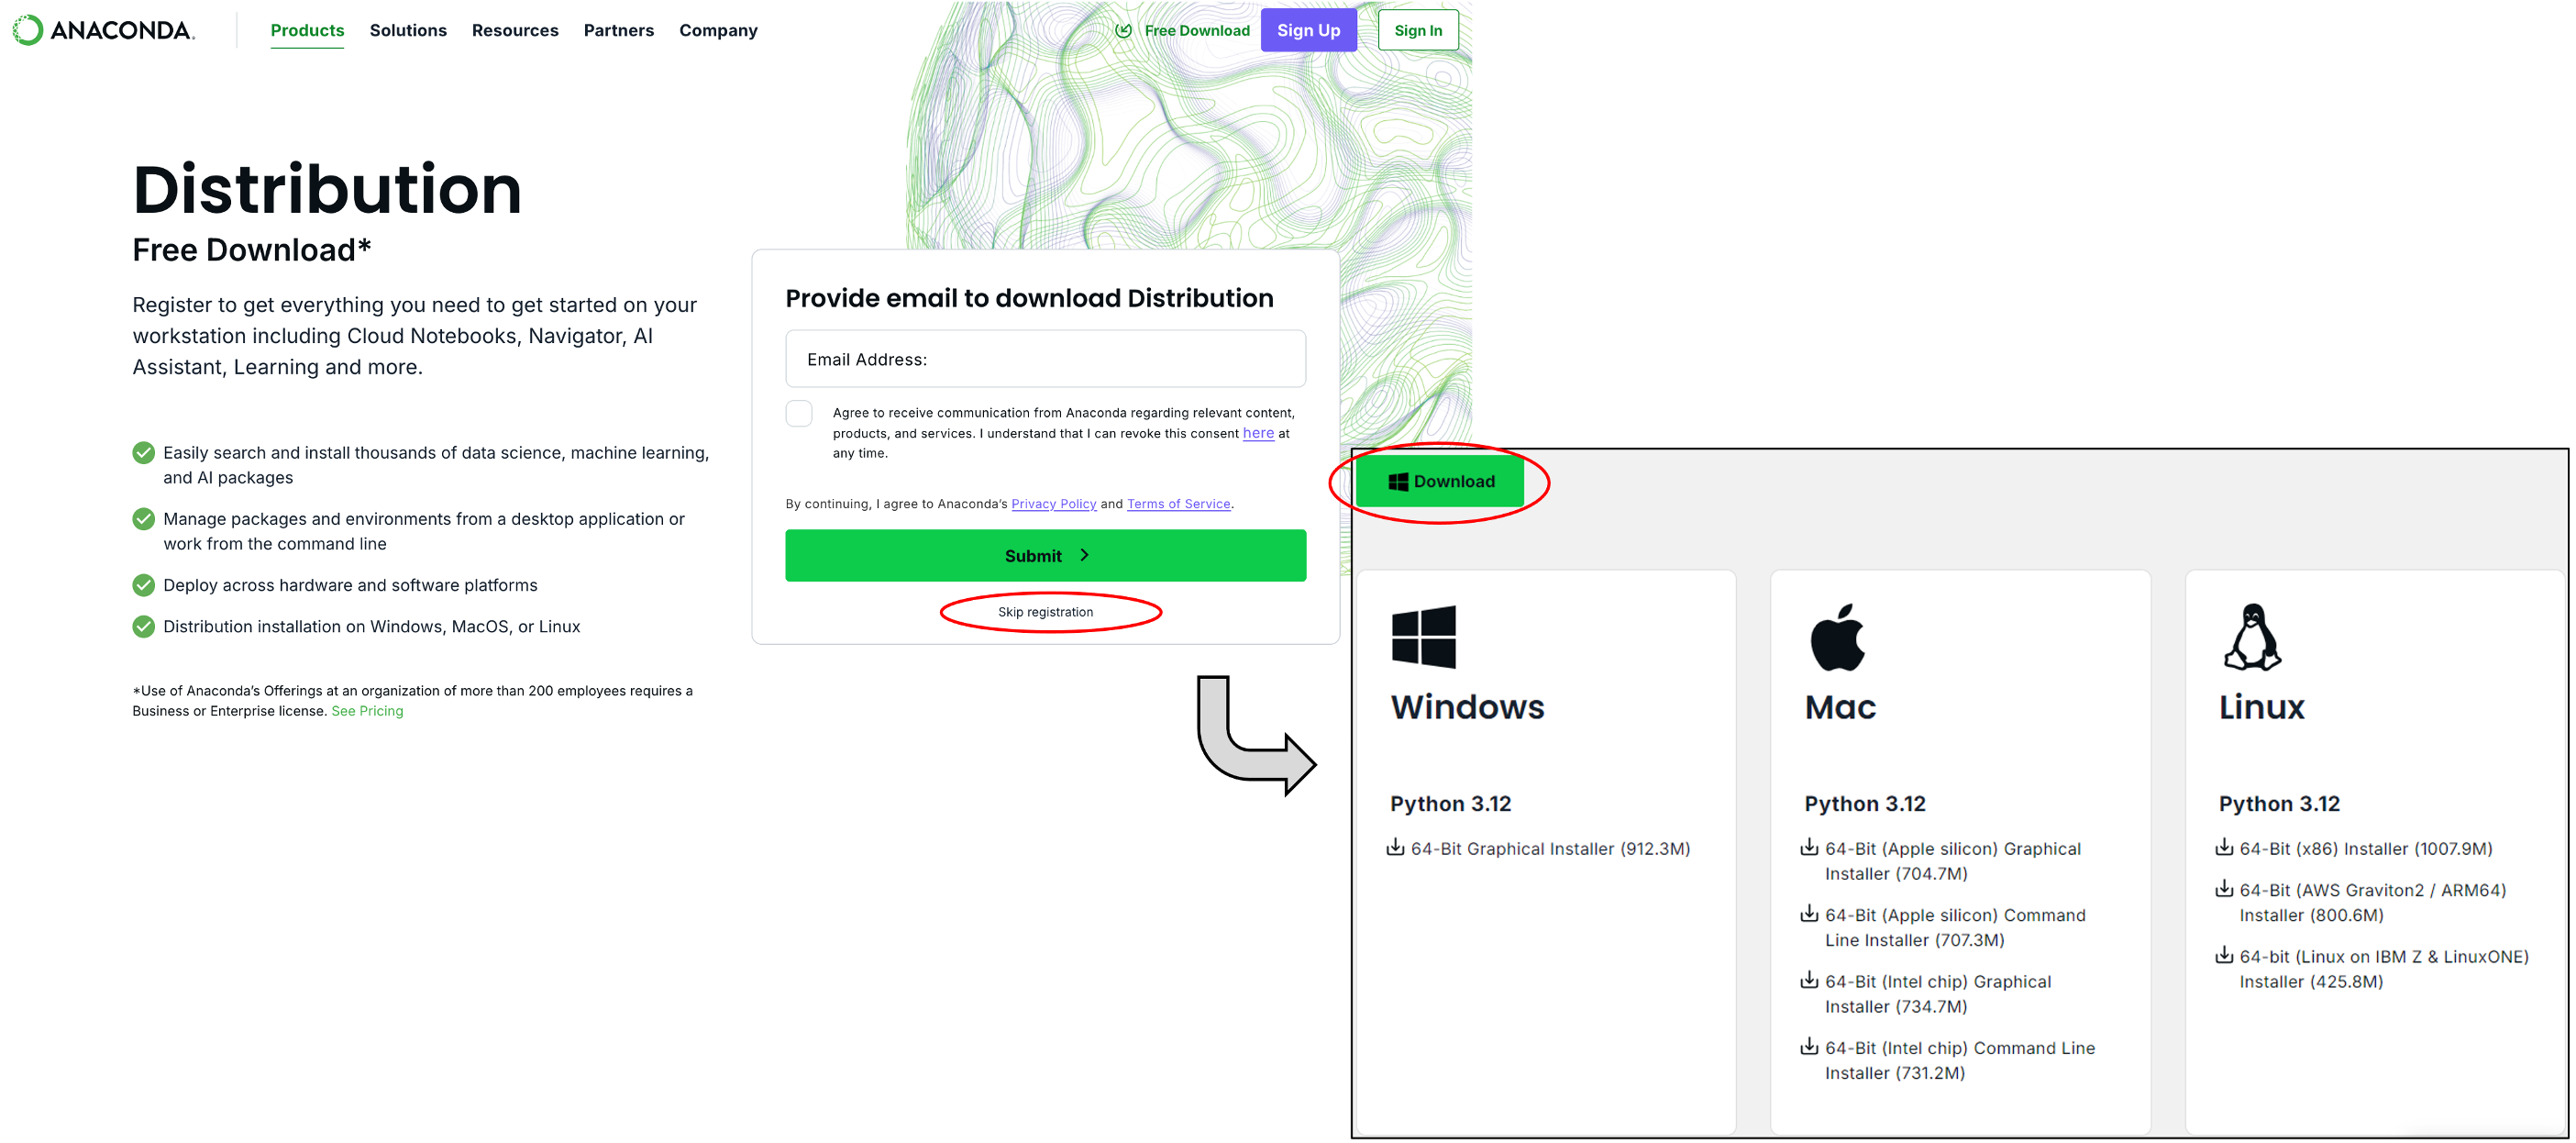 ANACONDA.
Products Solutions Resources Partners Company
Free Download Sign Up Sign In
Distribution
Free Download*
Register to get everything you need to get started on your
workstation including Cloud Notebooks, Navigator, AI
Assistant, Learning and more.
Easily search and install thousands of data science, machine learning,
and AI packages
Manage packages and environments from a desktop application or
work from the command line
Deploy across hardware and software platforms
Distribution installation on Windows, MacOS, or Linux
*Use of Anaconda's Offerings at an organization of more than 200 employees requires a
Business or Enterprise license. See Pricing
Provide email to download Distribution
Email Address:
Agree to receive communication from Anaconda regarding relevant content,
products, and services. I understand that I can revoke this consent here at
any time.
By continuing, I agree to Anaconda's Privacy Policy and Terms of Service.
Submit
Skip registration
Download
Windows
Python 3.12
64-Bit Graphical Installer (912.3M)
Mac
Python 3.12
64-Bit (Apple silicon) Graphical
Installer (704.7M)
64-Bit (Apple silicon) Command
Line Installer (707.3M)
64-Bit (Intel chip) Graphical
Installer (734.7M)
64-Bit (Intel chip) Command Line
Installer (731.2M)
Linux
Python 3.12
64-Bit (x86) Installer (1007.9M)
64-Bit (AWS Graviton2 / ARM64)
Installer (800.6M)
64-bit (Linux on IBM Z & LinuxONE)
Installer (425.8M)